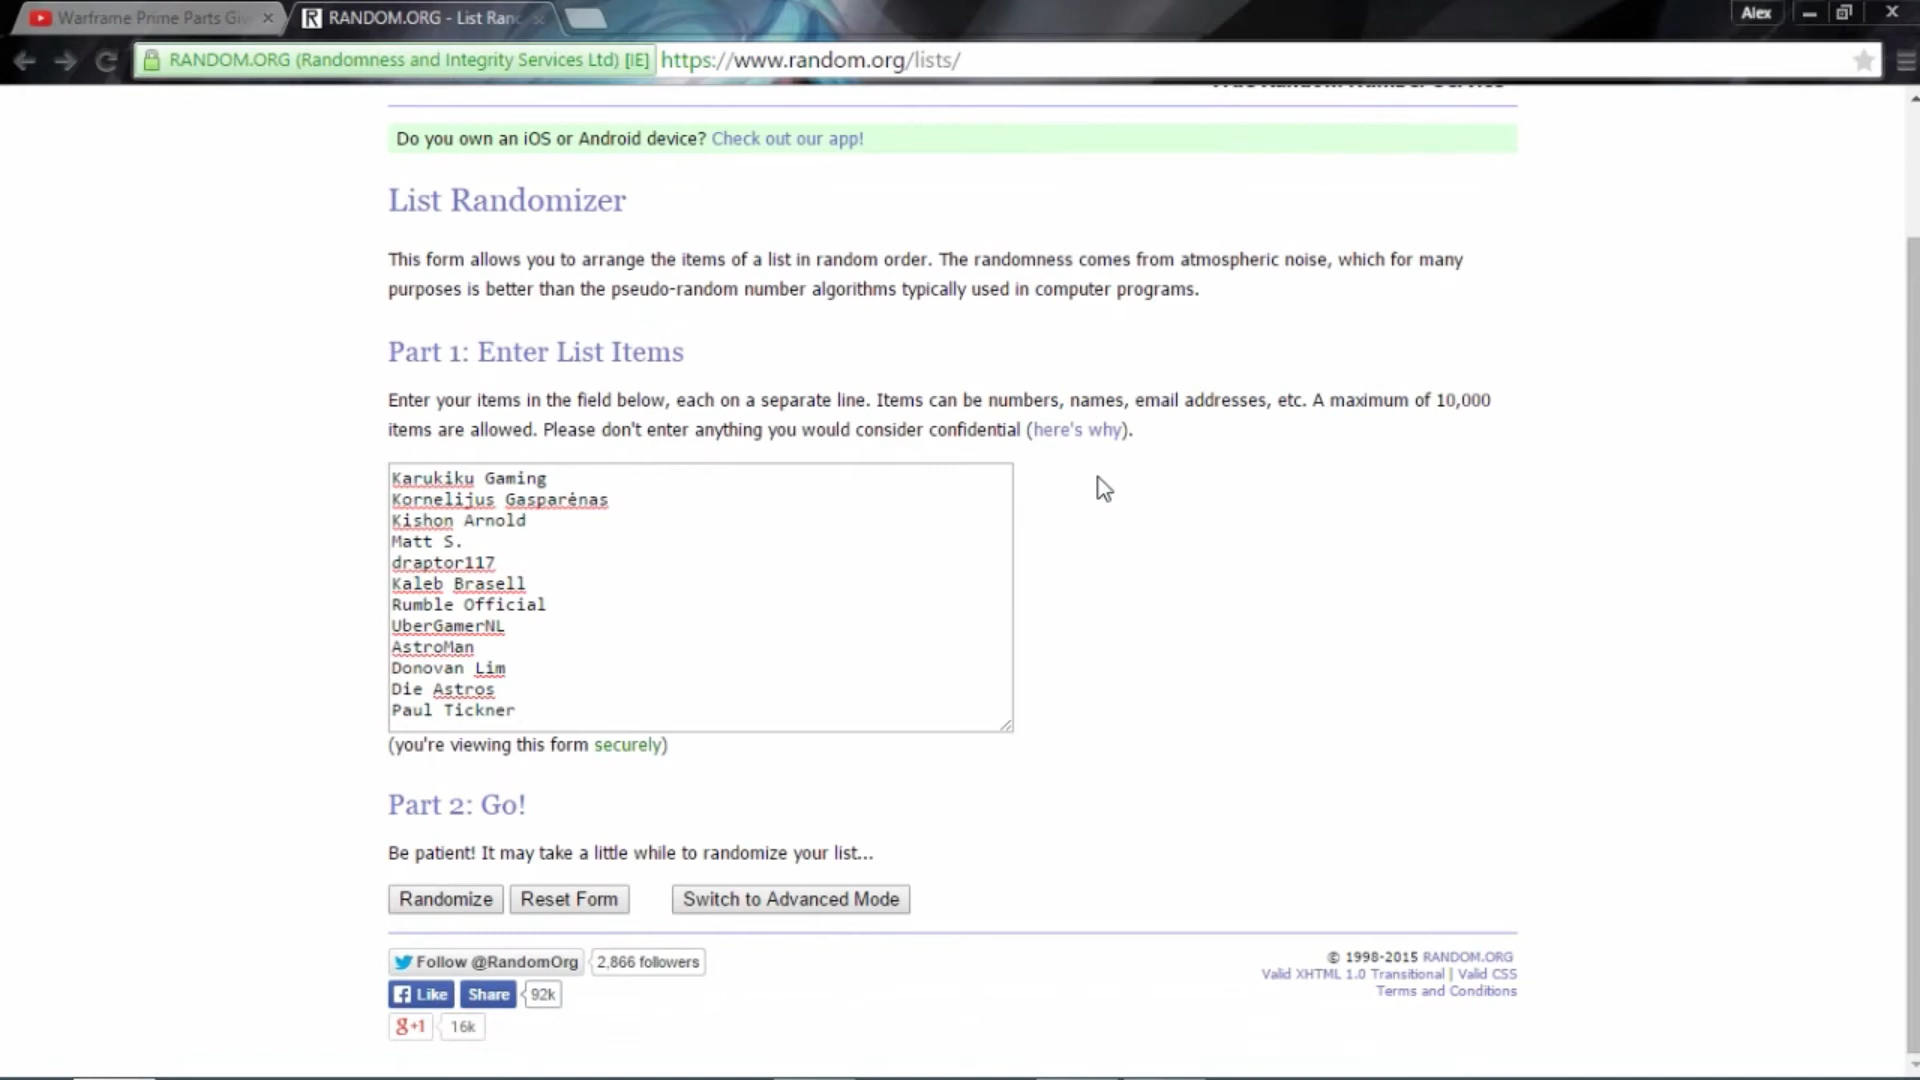 Warframe Prime Parts Giv
RANDOM.ORG - List Ran
Alex
RANDOM.ORG (Randomness and Integrity Services Ltd) [IE]
https://www.random.org/lists/
True Random Number Service
Do you own an iOS or Android device? Check out our app!
List Randomizer
This form allows you to arrange the items of a list in random order. The randomness comes from atmospheric noise, which for many
purposes is better than the pseudo-random number algorithms typically used in computer programs.
Part 1: Enter List Items
Enter your items in the field below, each on a separate line. Items can be numbers, names, email addresses, etc. A maximum of 10,000
items are allowed. Please don't enter anything you would consider confidential (here's why).
Karukiku Gaming
Kornelijus Gasparėnas
Kishon Arnold
Matt S.
draptor117
Kaleb Brasell
Rumble Official
UberGamerNL
AstroMan
Donovan Lim
Die Astros
Paul Tickner
(you're viewing this form securely)
Part 2: Go!
Be patient! It may take a little while to randomize your list...
Randomize
Reset Form
Switch to Advanced Mode
Follow @RandomOrg
2,866 followers
Like
Share
92k
g+1
16k
© 1998-2015 RANDOM.ORG
Valid XHTML 1.0 Transitional | Valid CSS
Terms and Conditions